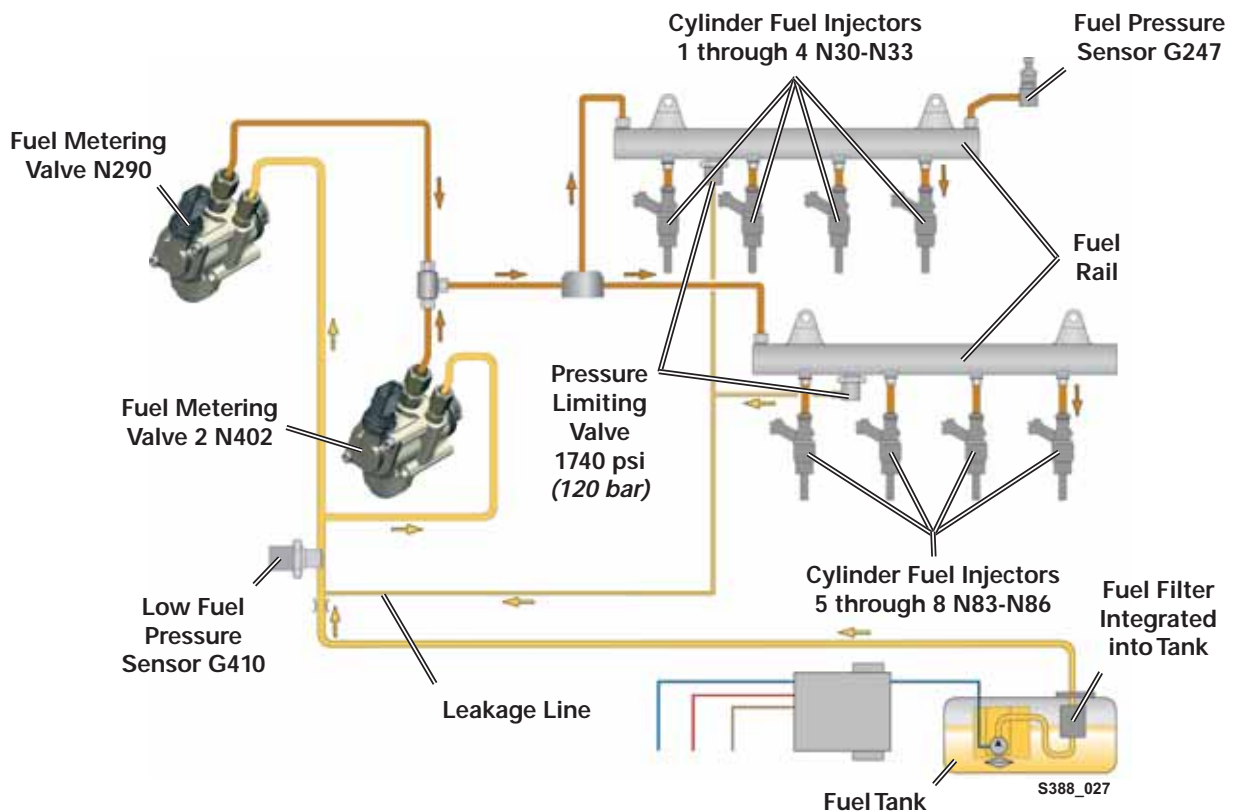 Cylinder Fuel Injectors
1 through 4 N30-N33
Fuel Pressure
Sensor G247
Fuel Metering
Valve N290
Fuel
Rail
Fuel Metering
Valve 2 N402
Pressure
Limiting
Valve
1740 psi
(120 bar)
Cylinder Fuel Injectors
5 through 8 N83-N86
Low Fuel
Pressure
Sensor G410
Fuel Filter
Integrated
into Tank
Leakage Line
Fuel Tank
S388_027